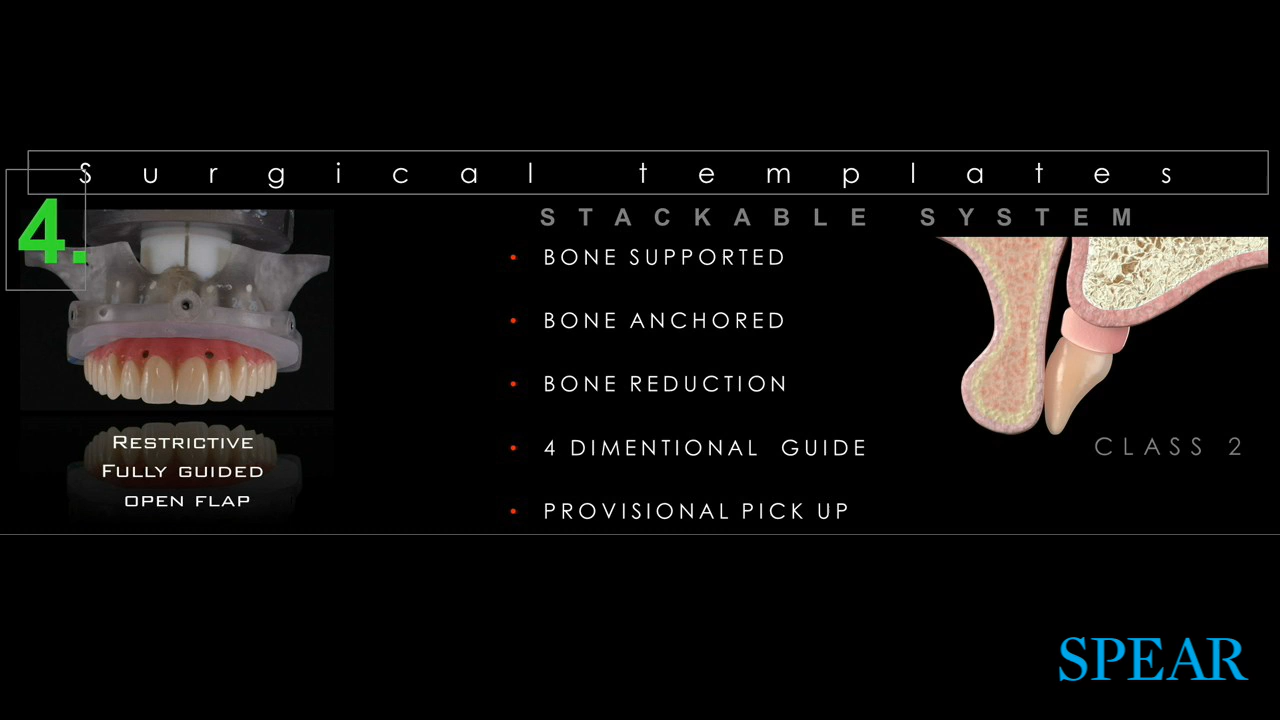 Surgical templates
4.
STACKABLE SYSTEM
• BONE SUPPORTED
• BONE ANCHORED
• BONE REDUCTION
• 4 DIMENTIONAL GUIDE
• PROVISIONAL PICK UP
RESTRICTIVE
FULLY GUIDED
OPEN FLAP
CLASS 2
SPEAR